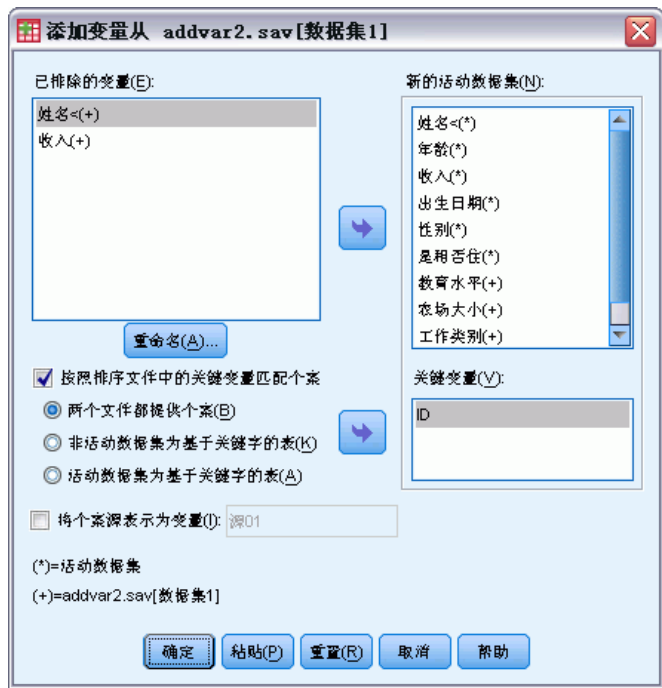 添加变量从 addvar2.sav[数据集1]
已排除的变量(E):
姓名<(+)
收入(+)
重命名(A)...
新的活动数据集(N):
姓名<(*)
年龄(*)
收入(*)
出生日期(*)
性别(*)
是相否住(*)
教育水平(+)
农场大小(+)
工作类别(+)
按照排序文件中的关键变量匹配个案
两个文件都提供个案(B)
非活动数据集为基于关键字的表(K)
活动数据集为基于关键字的表(A)
关键变量(V):
ID
将个案源表示为变量(I): 源01
(*)=活动数据集
(+)=addvar2.sav[数据集1]
确定 粘贴(P) 重置(R) 取消 帮助